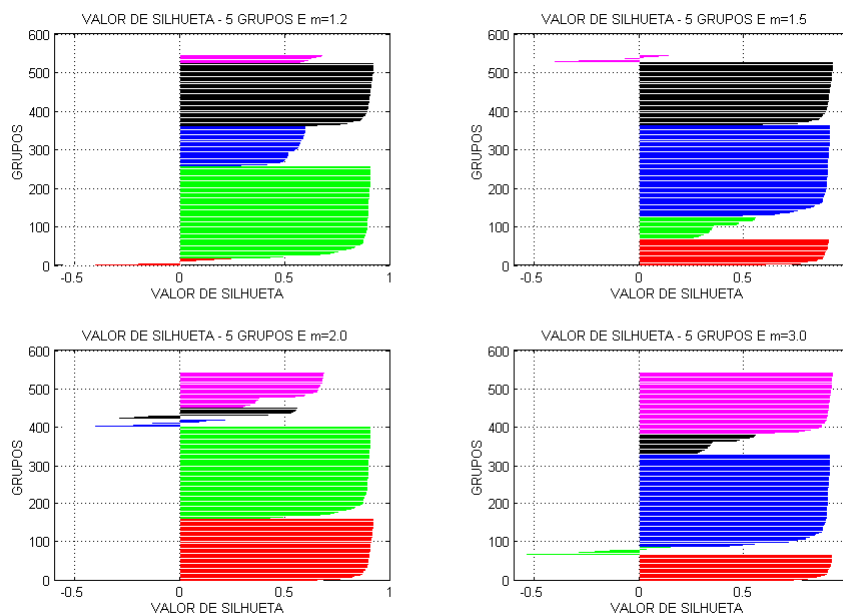 VALOR DE SILHUETA - 5 GRUPOS E m=1.2
600
500
400
300
200
100
0
GRUPOS
-0.5 0 0.5 1
VALOR DE SILHUETA
VALOR DE SILHUETA - 5 GRUPOS E m=1.5
600
500
400
300
200
100
0
GRUPOS
-0.5 0 0.5
VALOR DE SILHUETA
VALOR DE SILHUETA - 5 GRUPOS E m=2.0
600
500
400
300
200
100
0
GRUPOS
-0.5 0 0.5 1
VALOR DE SILHUETA
VALOR DE SILHUETA - 5 GRUPOS E m=3.0
600
500
400
300
200
100
0
GRUPOS
-0.5 0 0.5
VALOR DE SILHUETA